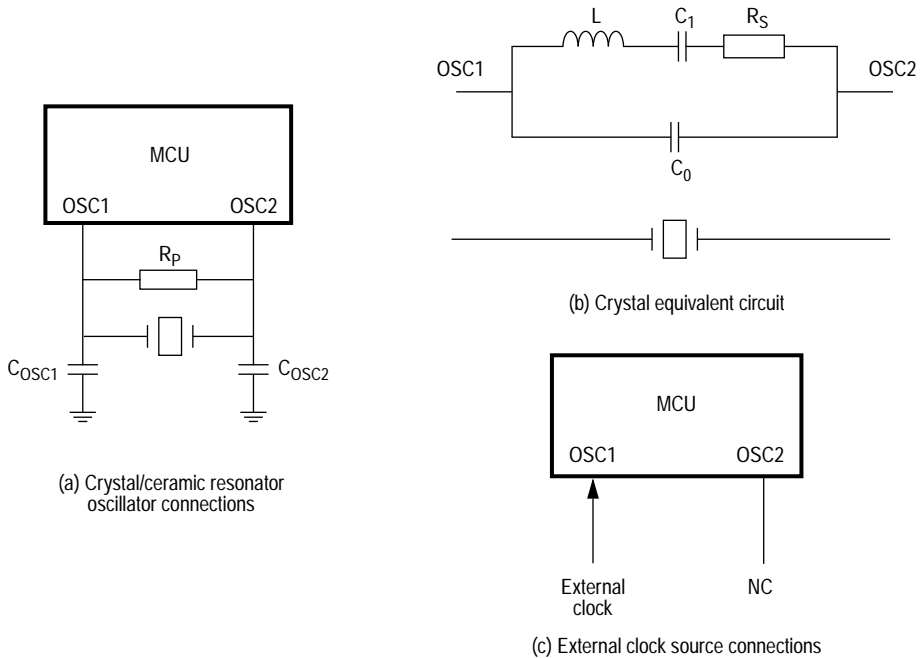 MCU
OSC1 OSC2
R_P
C_OSC1 C_OSC2
(a) Crystal/ceramic resonator
oscillator connections
L C_1 R_S
OSC1 OSC2
C_0
(b) Crystal equivalent circuit
MCU
OSC1 OSC2
External
clock
NC
(c) External clock source connections